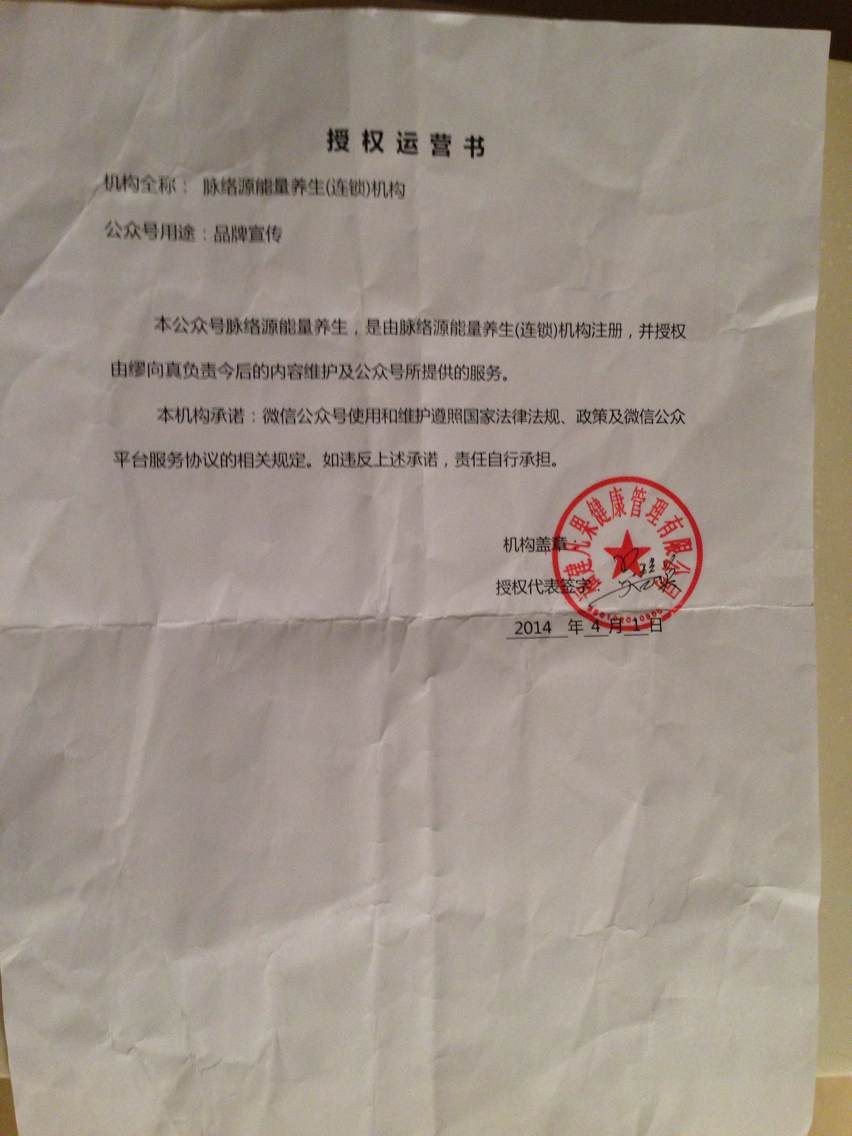 授权运营书
机构全称： 脉络源能量养生(连锁)机构
公众号用途：品牌宣传
本公众号脉络源能量养生，是由脉络源能量养生(连锁)机构注册，并授权
由缪向真负责今后的内容维护及公众号所提供的服务。
本机构承诺：微信公众号使用和维护遵照国家法律法规、政策及微信公众
平台服务协议的相关规定。如违反上述承诺，责任自行承担。
福建凡果健康管理有限公司
机构盖章：
授权代表签字：
2014 年 4 月 1 日